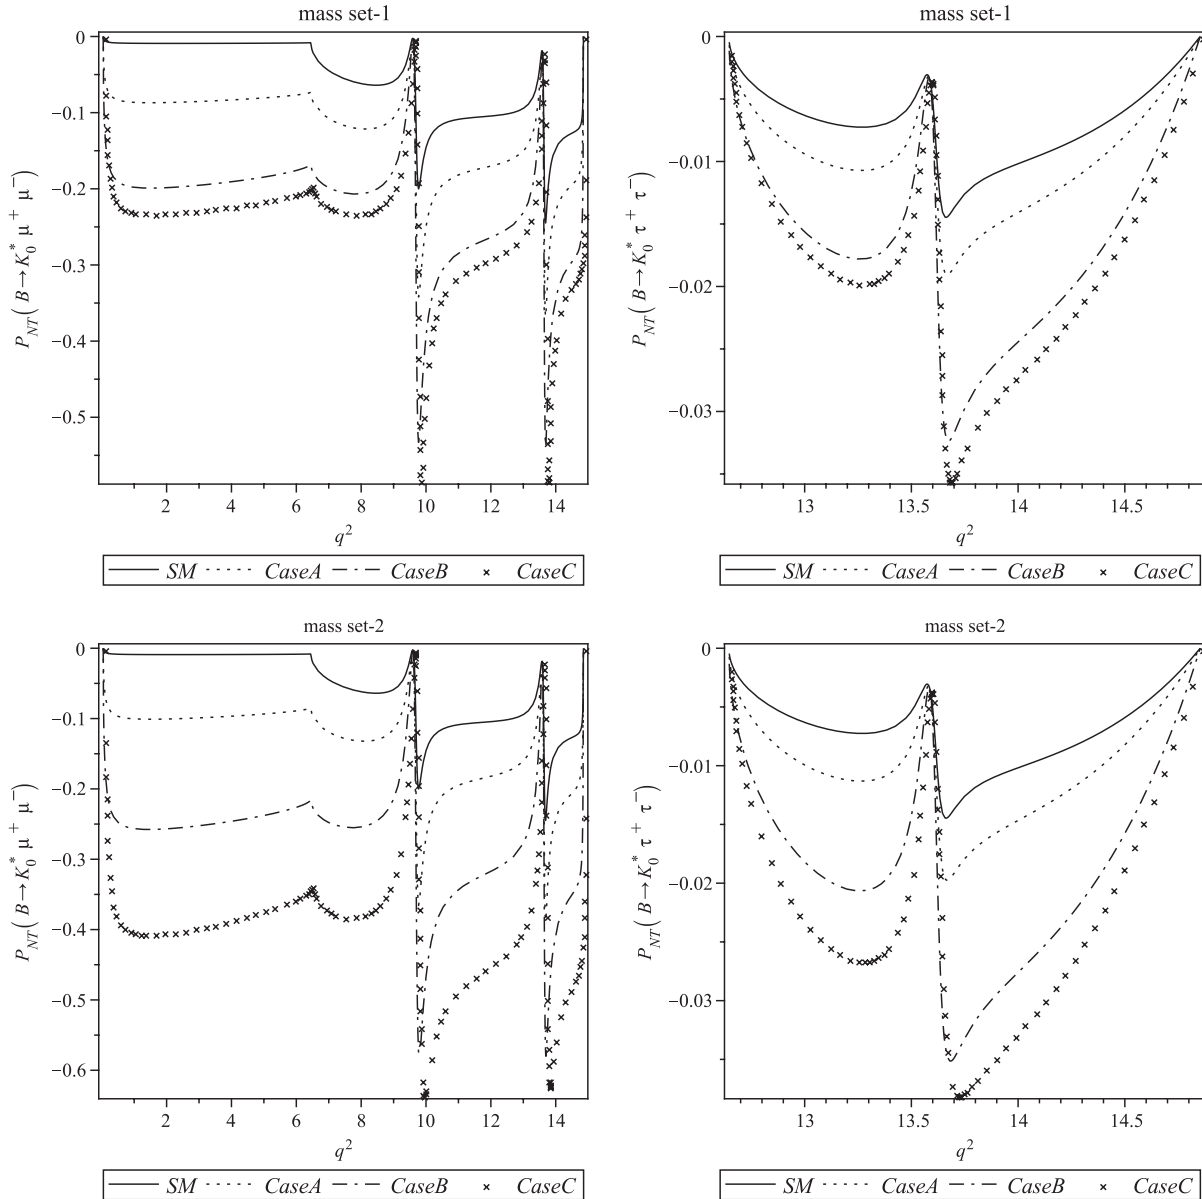 mass set-1
0
−0.1
−0.2
−0.3
−0.4
−0.5
P_NT(B→K_0^* μ^+ μ^−)
2 4 6 8 10 12 14
q^2
SM CaseA CaseB × CaseC
mass set-1
0
−0.01
−0.02
−0.03
P_NT(B→K_0^* τ^+ τ^−)
13 13.5 14 14.5
q^2
SM CaseA CaseB × CaseC
mass set-2
0
−0.1
−0.2
−0.3
−0.4
−0.5
−0.6
P_NT(B→K_0^* μ^+ μ^−)
2 4 6 8 10 12 14
q^2
SM CaseA CaseB × CaseC
mass set-2
0
−0.01
−0.02
−0.03
P_NT(B→K_0^* τ^+ τ^−)
13 13.5 14 14.5
q^2
SM CaseA CaseB × CaseC